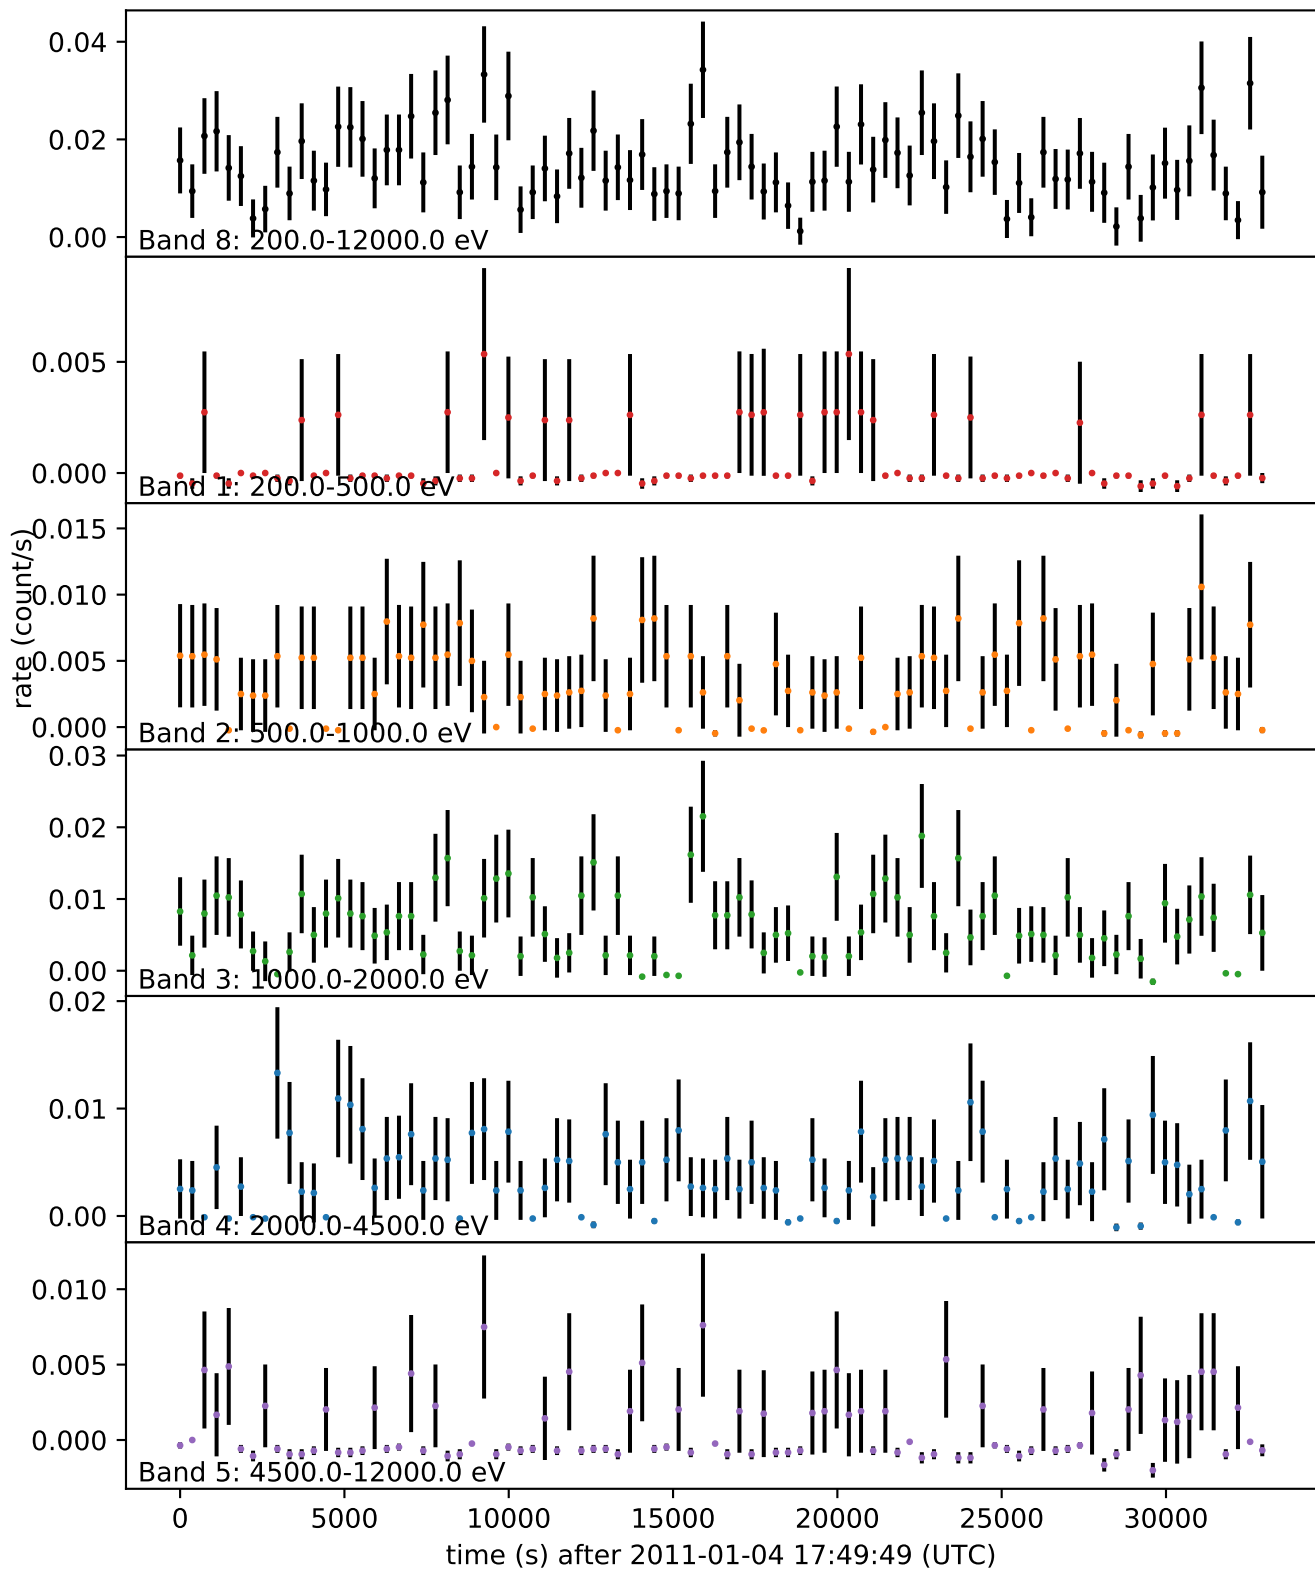 0.04
0.02
0.00
Band 8: 200.0-12000.0 eV
0.005
0.000
Band 1: 200.0-500.0 eV
rate (count/s)
0.015
0.010
0.005
0.000
Band 2: 500.0-1000.0 eV
0.03
0.02
0.01
0.00
Band 3: 1000.0-2000.0 eV
0.02
0.01
0.00
Band 4: 2000.0-4500.0 eV
0.010
0.005
0.000
Band 5: 4500.0-12000.0 eV
0 5000 10000 15000 20000 25000 30000
time (s) after 2011-01-04 17:49:49 (UTC)